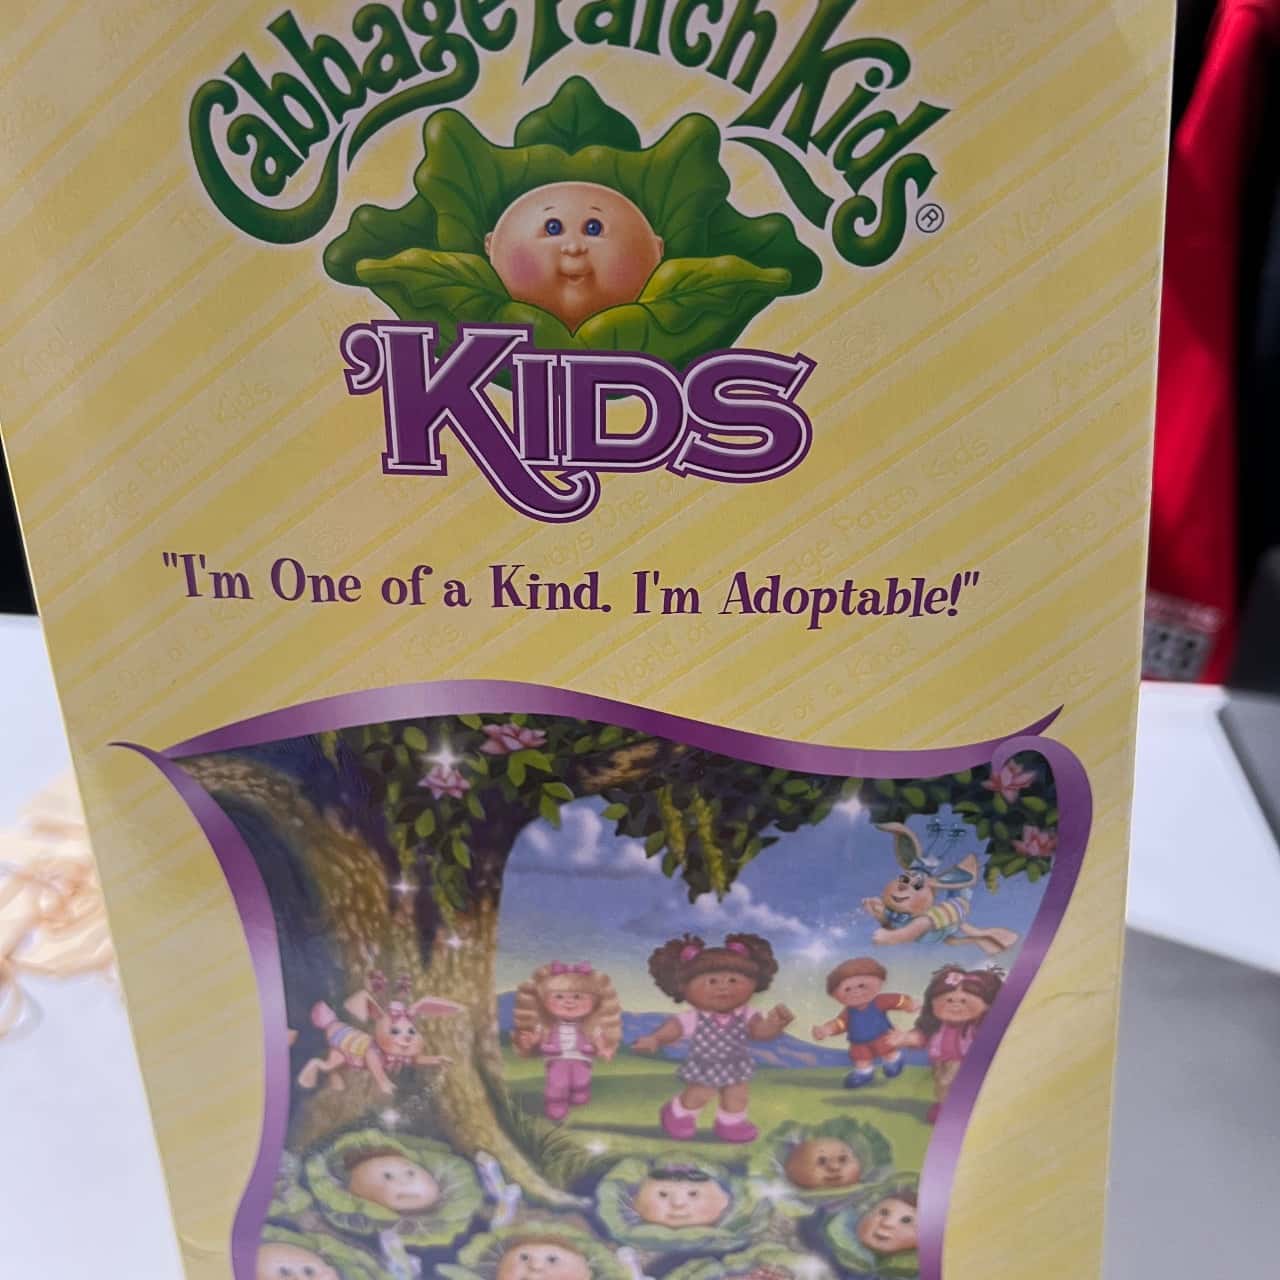 Cabbage Patch Kids®
'KIDS
"I'm One of a Kind. I'm Adoptable!"